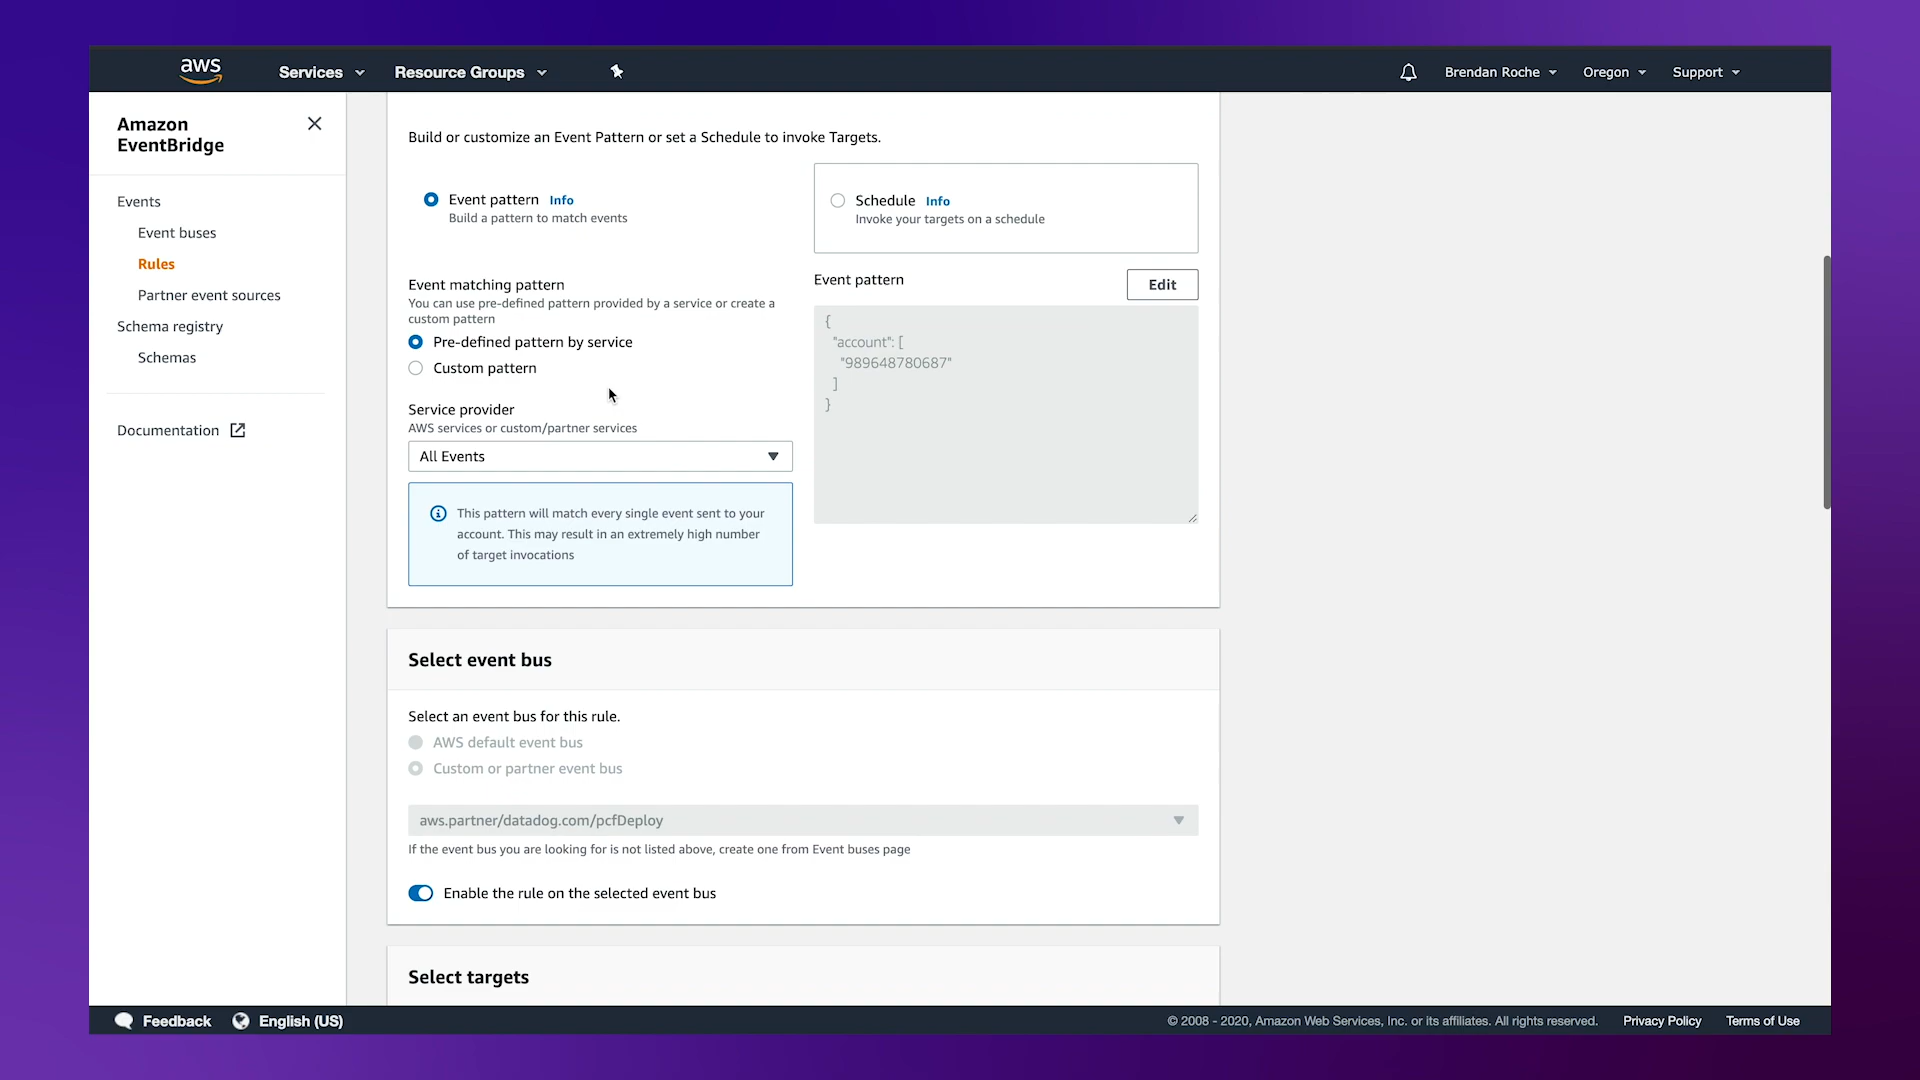 aws
Services
Resource Groups
Brendan Roche
Oregon
Support
Amazon
EventBridge
Events
Event buses
Rules
Partner event sources
Schema registry
Schemas
Documentation
Build or customize an Event Pattern or set a Schedule to invoke Targets.
Event pattern Info
Build a pattern to match events
Schedule Info
Invoke your targets on a schedule
Event matching pattern
You can use pre-defined pattern provided by a service or create a
custom pattern
Pre-defined pattern by service
Custom pattern
Service provider
AWS services or custom/partner services
All Events
This pattern will match every single event sent to your
account. This may result in an extremely high number
of target invocations
Event pattern
Edit
{
"account": [
"989648780687"
]
}
Select event bus
Select an event bus for this rule.
AWS default event bus
Custom or partner event bus
aws.partner/datadog.com/pcfDeploy
If the event bus you are looking for is not listed above, create one from Event buses page
Enable the rule on the selected event bus
Select targets
Feedback
English (US)
© 2008 - 2020, Amazon Web Services, Inc. or its affiliates. All rights reserved.
Privacy Policy
Terms of Use